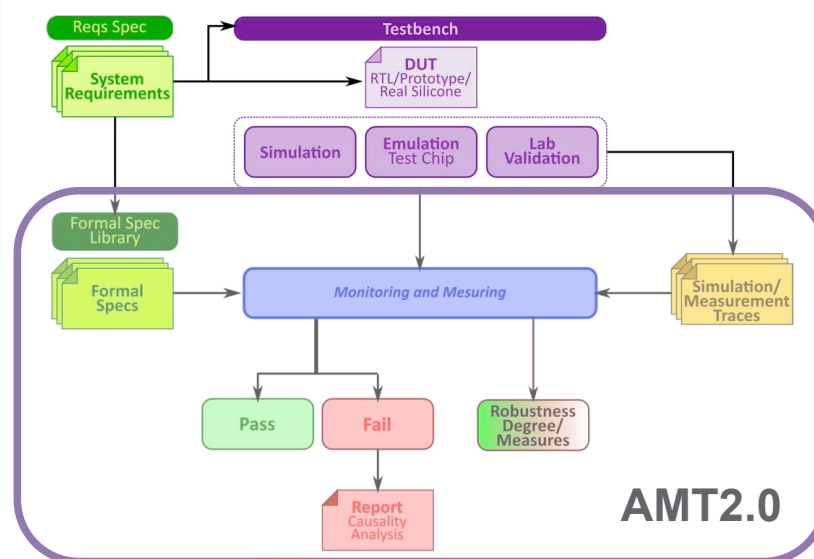 Reqs Spec
Testbench
System
Requirements
DUT
RTL/Prototype/
Real Silicone
Simulation
Emulation
Test Chip
Lab
Validation
Formal Spec
Library
Formal
Specs
Monitoring and Mesuring
Simulation/
Measurement
Traces
Pass
Fail
Robustness
Degree/
Measures
Report
Causality
Analysis
AMT2.0